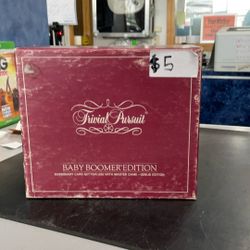 $5
Trivial Pursuit
BABY BOOMER EDITION
SUBSIDIARY CARD SET FOR USE WITH MASTER GAME — GENUS EDITION